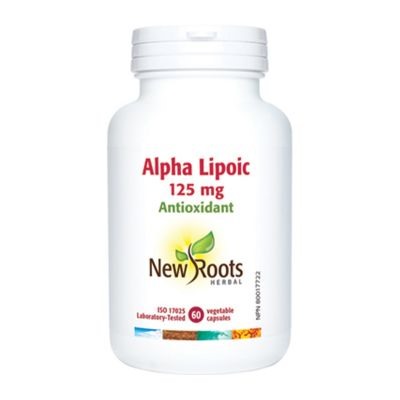 Alpha Lipoic
125 mg
Antioxidant
New Roots
HERBAL
ISO 17025
Laboratory-Tested
60
vegetable
capsules
NPN 80017722